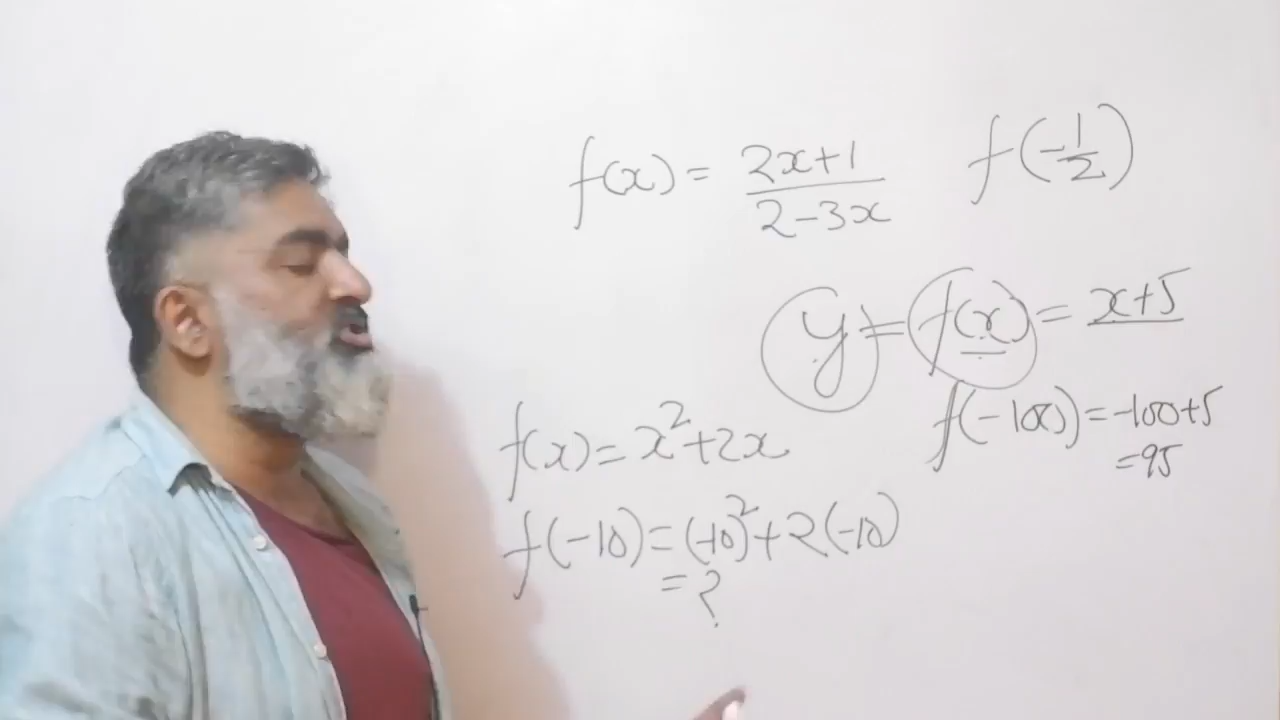 f(x) = (2x+1)/(2-3x)  f(-1/2)
y = f(x) = x+5
f(-100) = -100+5
= 95
f(x) = x²+2x
f(-10) = (-10)²+2(-10)
= ?